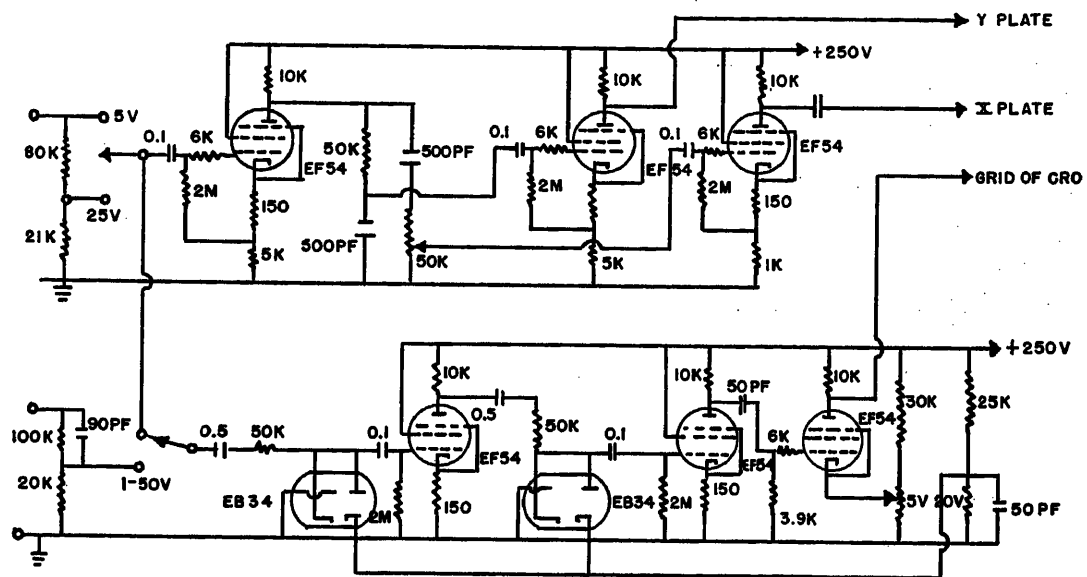 Y PLATE
+250V
10K
10K
10K
X PLATE
5V
80K
0.1
6K
EF54
50K
500PF
0.1
6K
EF54
0.1
6K
EF54
GRID OF CRO
2M
2M
2M
25V
150
150
21K
5K
500PF
50K
5K
1K
+250V
10K
10K
50PF
10K
30K
25K
90PF
100K
0.5
50K
0.1
0.5
50K
0.1
6K
EF54
EF54
EF54
1-50V
20K
EB34
2M
150
EB34
2M
150
3.9K
5V
20V
50PF